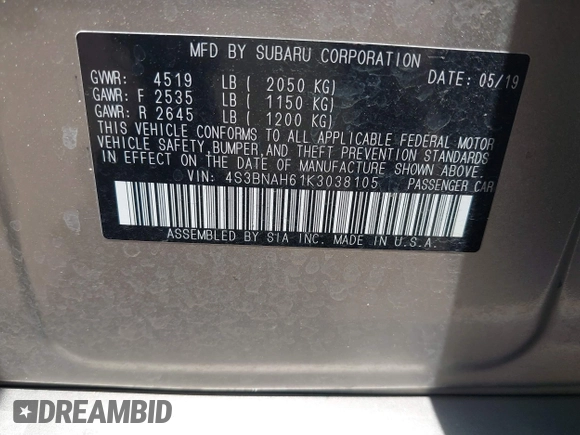 MFD BY SUBARU CORPORATION
GVWR: 4519 LB ( 2050 KG) DATE: 05/19
GAWR: F 2535 LB ( 1150 KG)
GAWR: R 2645 LB ( 1200 KG)
THIS VEHICLE CONFORMS TO ALL APPLICABLE FEDERAL MOTOR
VEHICLE SAFETY, BUMPER, AND THEFT PREVENTION STANDARDS
IN EFFECT ON THE DATE OF MANUFACTURE SHOWN ABOVE.
VIN: 4S3BNAH61K3038105 PASSENGER CAR
ASSEMBLED BY SIA INC. MADE IN U.S.A.
DREAMBID